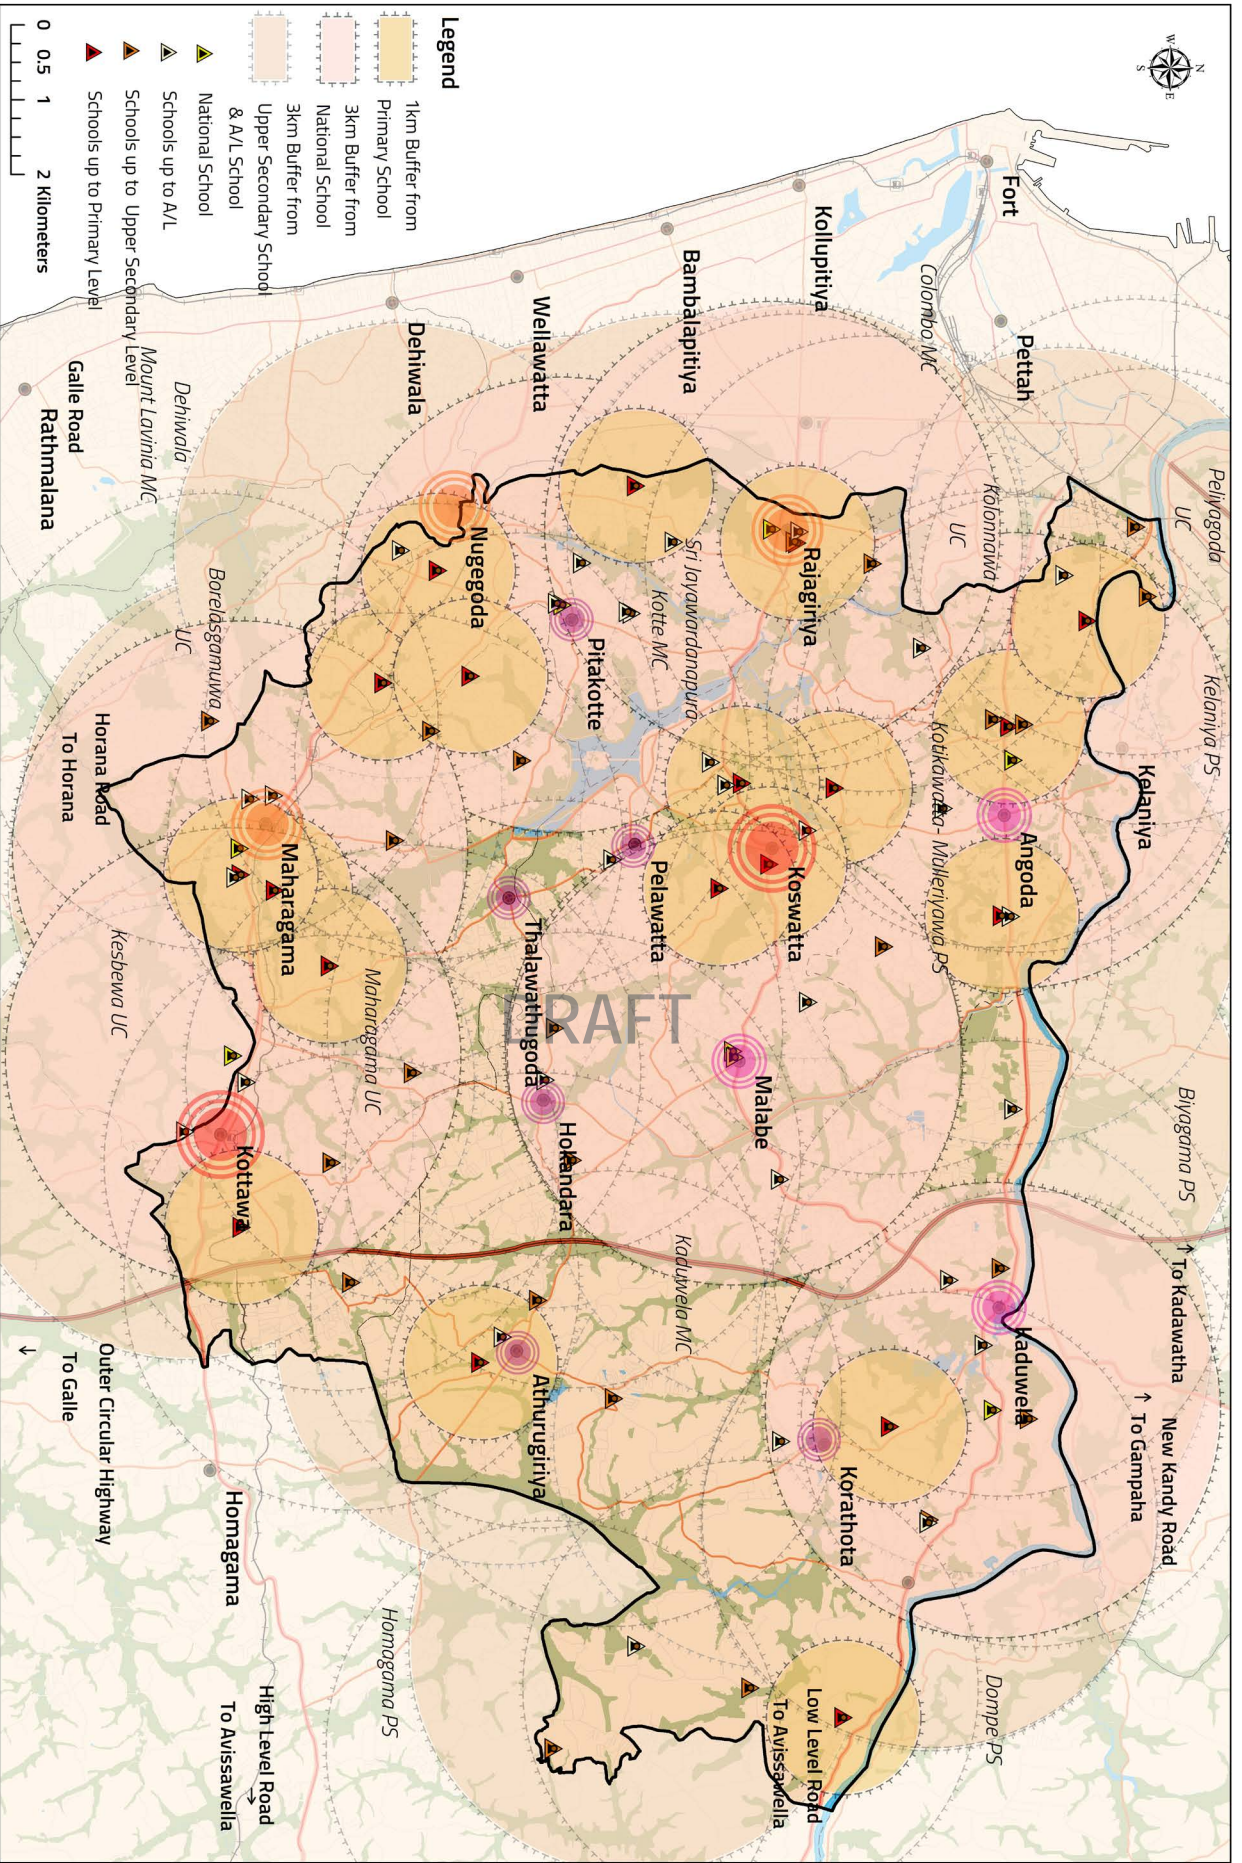 Legend
1km Buffer from
Primary School
3km Buffer from
National School
3km Buffer from
Upper Secondary School
& A/L School
National School
Schools up to A/L
Schools up to Upper Secondary Level
Schools up to Primary Level
0 0.5 1 2 Kilometers
N
W
E
S
Fort
Pettah
Kolupitiya
Colombo MC
Bambalapitiya
Wellawatta
Dehiwala
Dehiwala
Mount Lavinia MC
Galle Road
Rathmalana
Peliyagoda
UC
Kelaniya PS
Kolonnawa
UC
Kelaniya
Rajagiriya
Sri Jayawardanapura
Kotte MC
Kotikawatta- Mulleriyawa PS
Angoda
Nugegoda
Pitakotte
Borelasgamuwa
UC
Horana Road
To Horana
Koswatta
Pelawatta
Thalawathugoda
Maharagama
Maharagama UC
Kesbewa UC
DRAFT
Malabe
Hokandara
Biyagama PS
Kottawa
Kaduwela MC
To Kadawatha
New Kandy Road
To Gampaha
Kaduwela
Korathota
Athurugiriya
Outer Circular Highway
To Galle
Homagama
Homagama PS
Dompe PS
Low Level Road
To Avissawella
High Level Road
To Avissawella